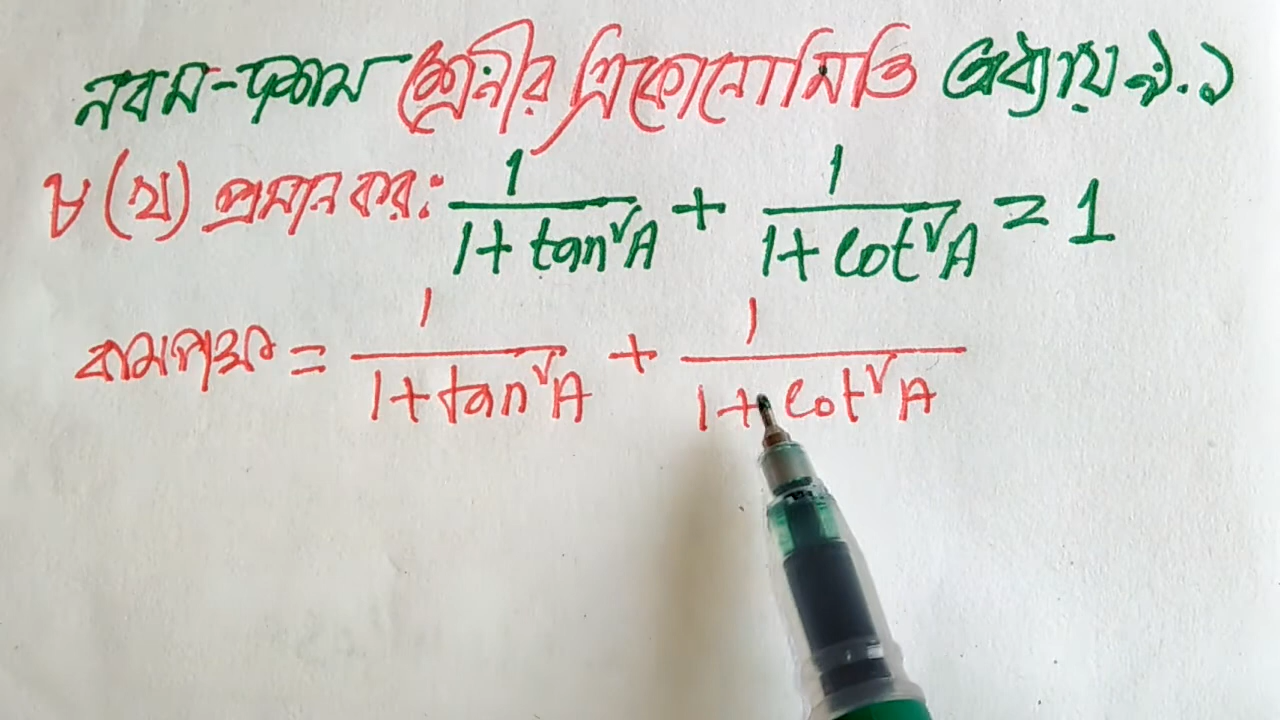 নবম-দশম শ্রেনীর ত্রিকোনোমিতি অধ্যায়-৯.১
৮ (খ) প্রমান কর: 1/(1+tan²A) + 1/(1+cot²A) = 1
বামপক্ষ = 1/(1+tan²A) + 1/(1+cot²A)